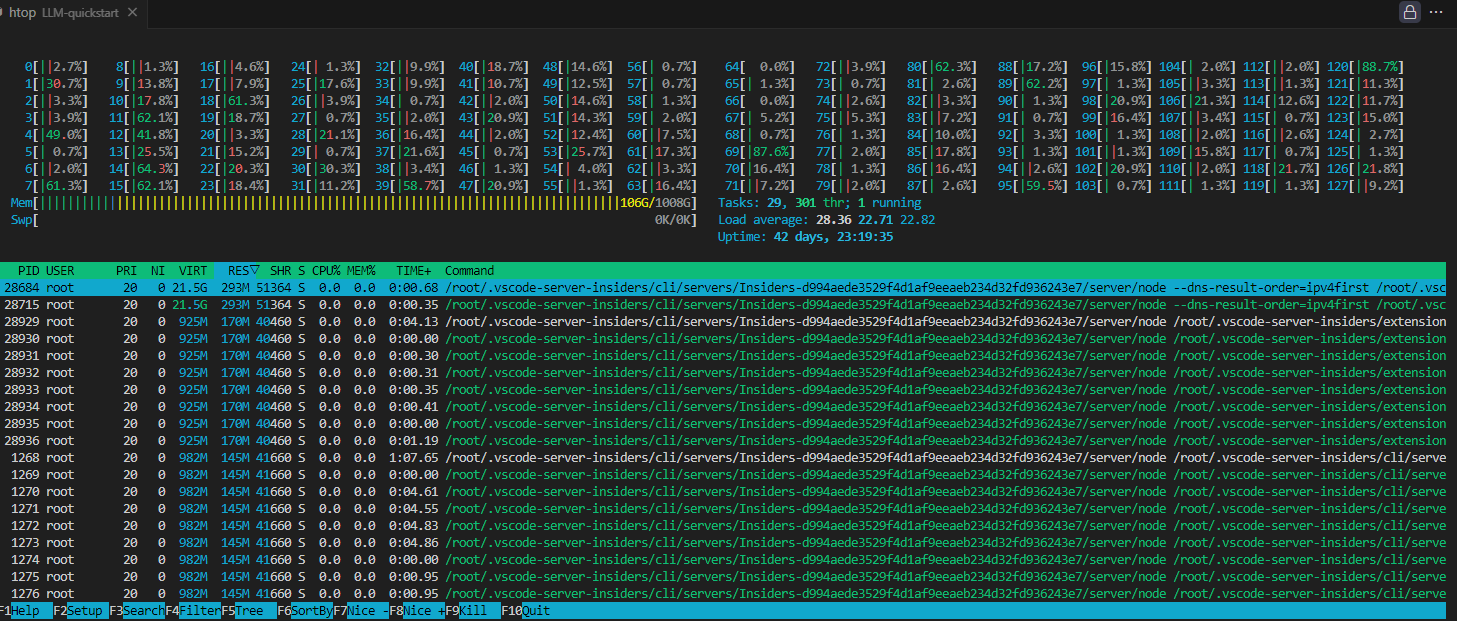 htop LLM-quickstart × ···
0[||2.7%] 8[||1.3%] 16[||4.6%] 24[| 1.3%] 32[||9.9%] 40[|18.7%] 48[|14.6%] 56[| 0.7%] 64[ 0.0%] 72[||3.9%] 80[|62.3%] 88[|17.2%] 96[|15.8%] 104[| 2.0%] 112[||2.0%] 120[|88.7%]
1[|30.7%] 9[|13.8%] 17[||7.9%] 25[|17.6%] 33[||9.9%] 41[|10.7%] 49[|12.5%] 57[| 0.7%] 65[| 1.3%] 73[| 0.7%] 81[| 2.6%] 89[|62.2%] 97[| 1.3%] 105[||3.3%] 113[||1.3%] 121[|11.3%]
2[||3.3%] 10[|17.8%] 18[|61.3%] 26[||3.9%] 34[| 0.7%] 42[||2.0%] 50[|14.6%] 58[| 1.3%] 66[| 0.0%] 74[||2.6%] 82[||3.3%] 90[| 1.3%] 98[|20.9%] 106[|21.3%] 114[|12.6%] 122[|11.7%]
3[||3.9%] 11[|62.1%] 19[|18.7%] 27[| 0.7%] 35[||2.0%] 43[|20.9%] 51[|14.3%] 59[||2.0%] 67[||5.2%] 75[||5.3%] 83[||7.2%] 91[| 0.7%] 99[|16.4%] 107[||3.4%] 115[| 0.7%] 123[|15.0%]
4[|49.0%] 12[|41.8%] 20[||3.3%] 28[|21.1%] 36[|16.4%] 44[||2.0%] 52[|12.4%] 60[||7.5%] 68[| 0.7%] 76[| 1.3%] 84[|10.0%] 92[| 3.3%] 100[| 1.3%] 108[||2.0%] 116[||2.6%] 124[| 2.7%]
5[| 0.7%] 13[|25.5%] 21[|15.2%] 29[| 0.7%] 37[|21.6%] 45[| 0.7%] 53[|25.7%] 61[|17.3%] 69[|87.6%] 77[| 2.0%] 85[|17.8%] 93[| 1.3%] 101[||1.3%] 109[|15.8%] 117[| 0.7%] 125[| 1.3%]
6[||2.0%] 14[|64.3%] 22[|20.3%] 30[|30.3%] 38[||3.4%] 46[| 1.3%] 54[| 4.0%] 62[||3.3%] 70[|16.4%] 78[| 1.3%] 86[|16.4%] 94[||2.6%] 102[|20.9%] 110[||2.0%] 118[|21.7%] 126[|21.8%]
7[|61.3%] 15[|62.1%] 23[|18.4%] 31[|11.2%] 39[|58.7%] 47[|20.9%] 55[||1.3%] 63[|16.4%] 71[||7.2%] 79[||2.0%] 87[| 2.6%] 95[|59.5%] 103[| 0.7%] 111[| 1.3%] 119[| 1.3%] 127[||9.2%]
Mem[106G/1008G] Tasks: 29, 301 thr; 1 running
Swp[ 0K/0K] Load average: 28.36 22.71 22.82
Uptime: 42 days, 23:19:35
PID USER PRI NI VIRT RES▽ SHR S CPU% MEM% TIME+ Command
28684 root 20 0 21.5G 293M 51364 S 0.0 0.0 0:00.68 /root/.vscode-server-insiders/cli/servers/Insiders-d994aede3529f4d1af9eeaeb234d32fd936243e7/server/node --dns-result-order=ipv4first /root/.vsc
28715 root 20 0 21.5G 293M 51364 S 0.0 0.0 0:00.35 /root/.vscode-server-insiders/cli/servers/Insiders-d994aede3529f4d1af9eeaeb234d32fd936243e7/server/node --dns-result-order=ipv4first /root/.vsc
28929 root 20 0 925M 170M 40460 S 0.0 0.0 0:04.13 /root/.vscode-server-insiders/cli/servers/Insiders-d994aede3529f4d1af9eeaeb234d32fd936243e7/server/node /root/.vscode-server-insiders/extension
28930 root 20 0 925M 170M 40460 S 0.0 0.0 0:00.00 /root/.vscode-server-insiders/cli/servers/Insiders-d994aede3529f4d1af9eeaeb234d32fd936243e7/server/node /root/.vscode-server-insiders/extension
28931 root 20 0 925M 170M 40460 S 0.0 0.0 0:00.30 /root/.vscode-server-insiders/cli/servers/Insiders-d994aede3529f4d1af9eeaeb234d32fd936243e7/server/node /root/.vscode-server-insiders/extension
28932 root 20 0 925M 170M 40460 S 0.0 0.0 0:00.31 /root/.vscode-server-insiders/cli/servers/Insiders-d994aede3529f4d1af9eeaeb234d32fd936243e7/server/node /root/.vscode-server-insiders/extension
28933 root 20 0 925M 170M 40460 S 0.0 0.0 0:00.35 /root/.vscode-server-insiders/cli/servers/Insiders-d994aede3529f4d1af9eeaeb234d32fd936243e7/server/node /root/.vscode-server-insiders/extension
28934 root 20 0 925M 170M 40460 S 0.0 0.0 0:00.41 /root/.vscode-server-insiders/cli/servers/Insiders-d994aede3529f4d1af9eeaeb234d32fd936243e7/server/node /root/.vscode-server-insiders/extension
28935 root 20 0 925M 170M 40460 S 0.0 0.0 0:00.00 /root/.vscode-server-insiders/cli/servers/Insiders-d994aede3529f4d1af9eeaeb234d32fd936243e7/server/node /root/.vscode-server-insiders/extension
28936 root 20 0 925M 170M 40460 S 0.0 0.0 0:01.19 /root/.vscode-server-insiders/cli/servers/Insiders-d994aede3529f4d1af9eeaeb234d32fd936243e7/server/node /root/.vscode-server-insiders/extension
1268 root 20 0 982M 145M 41660 S 0.0 0.0 1:07.65 /root/.vscode-server-insiders/cli/servers/Insiders-d994aede3529f4d1af9eeaeb234d32fd936243e7/server/node /root/.vscode-server-insiders/cli/serve
1269 root 20 0 982M 145M 41660 S 0.0 0.0 0:00.00 /root/.vscode-server-insiders/cli/servers/Insiders-d994aede3529f4d1af9eeaeb234d32fd936243e7/server/node /root/.vscode-server-insiders/cli/serve
1270 root 20 0 982M 145M 41660 S 0.0 0.0 0:04.61 /root/.vscode-server-insiders/cli/servers/Insiders-d994aede3529f4d1af9eeaeb234d32fd936243e7/server/node /root/.vscode-server-insiders/cli/serve
1271 root 20 0 982M 145M 41660 S 0.0 0.0 0:04.55 /root/.vscode-server-insiders/cli/servers/Insiders-d994aede3529f4d1af9eeaeb234d32fd936243e7/server/node /root/.vscode-server-insiders/cli/serve
1272 root 20 0 982M 145M 41660 S 0.0 0.0 0:04.83 /root/.vscode-server-insiders/cli/servers/Insiders-d994aede3529f4d1af9eeaeb234d32fd936243e7/server/node /root/.vscode-server-insiders/cli/serve
1273 root 20 0 982M 145M 41660 S 0.0 0.0 0:04.86 /root/.vscode-server-insiders/cli/servers/Insiders-d994aede3529f4d1af9eeaeb234d32fd936243e7/server/node /root/.vscode-server-insiders/cli/serve
1274 root 20 0 982M 145M 41660 S 0.0 0.0 0:00.00 /root/.vscode-server-insiders/cli/servers/Insiders-d994aede3529f4d1af9eeaeb234d32fd936243e7/server/node /root/.vscode-server-insiders/cli/serve
1275 root 20 0 982M 145M 41660 S 0.0 0.0 0:00.95 /root/.vscode-server-insiders/cli/servers/Insiders-d994aede3529f4d1af9eeaeb234d32fd936243e7/server/node /root/.vscode-server-insiders/cli/serve
1276 root 20 0 982M 145M 41660 S 0.0 0.0 0:00.95 /root/.vscode-server-insiders/cli/servers/Insiders-d994aede3529f4d1af9eeaeb234d32fd936243e7/server/node /root/.vscode-server-insiders/cli/serve
F1Help F2Setup F3SearchF4FilterF5Tree F6SortByF7Nice -F8Nice +F9Kill F10Quit